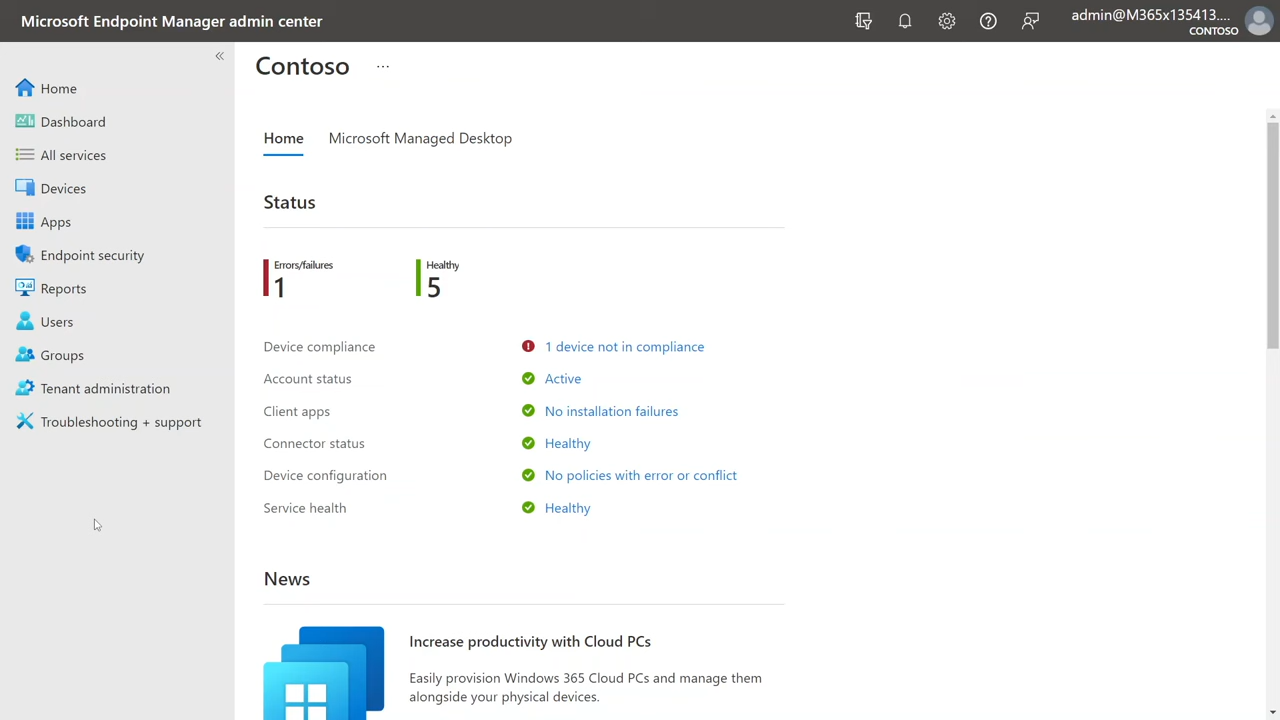 Microsoft Endpoint Manager admin center
admin@M365x135413....
CONTOSO
Home
Dashboard
All services
Devices
Apps
Endpoint security
Reports
Users
Groups
Tenant administration
Troubleshooting + support
Contoso ...
Home Microsoft Managed Desktop
Status
Errors/failures
1
Healthy
5
Device compliance 1 device not in compliance
Account status Active
Client apps No installation failures
Connector status Healthy
Device configuration No policies with error or conflict
Service health Healthy
News
Increase productivity with Cloud PCs
Easily provision Windows 365 Cloud PCs and manage them
alongside your physical devices.